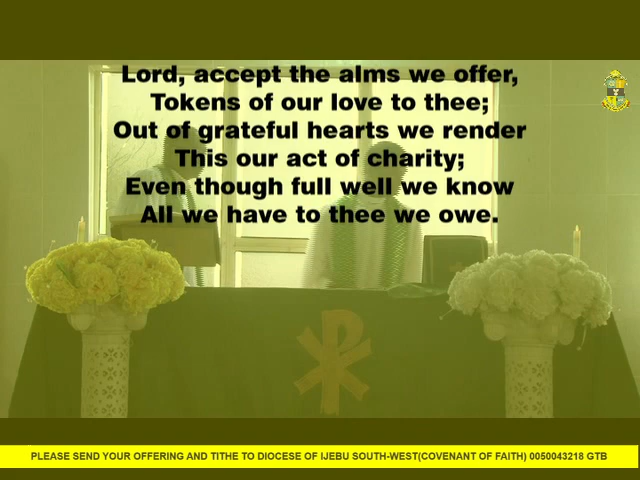 Lord, accept the alms we offer,
Tokens of our love to thee;
Out of grateful hearts we render
This our act of charity;
Even though full well we know
All we have to thee we owe.
PLEASE SEND YOUR OFFERING AND TITHE TO DIOCESE OF IJEBU SOUTH-WEST(COVENANT OF FAITH) 0050043218 GTB